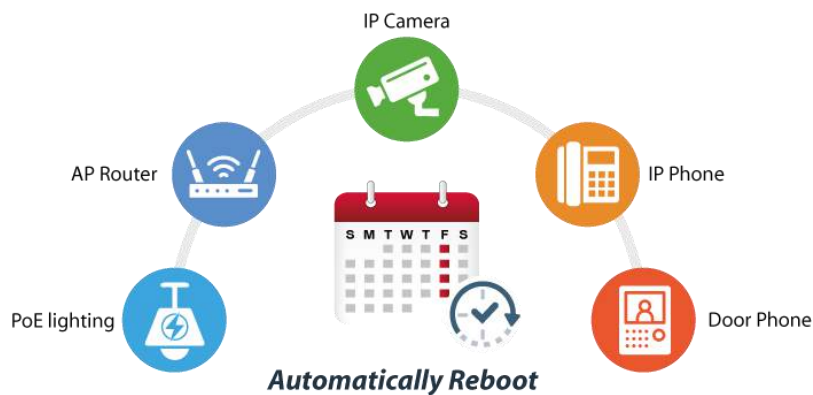 IP Camera
AP Router
IP Phone
S M T W T F S
PoE lighting
Door Phone
Automatically Reboot